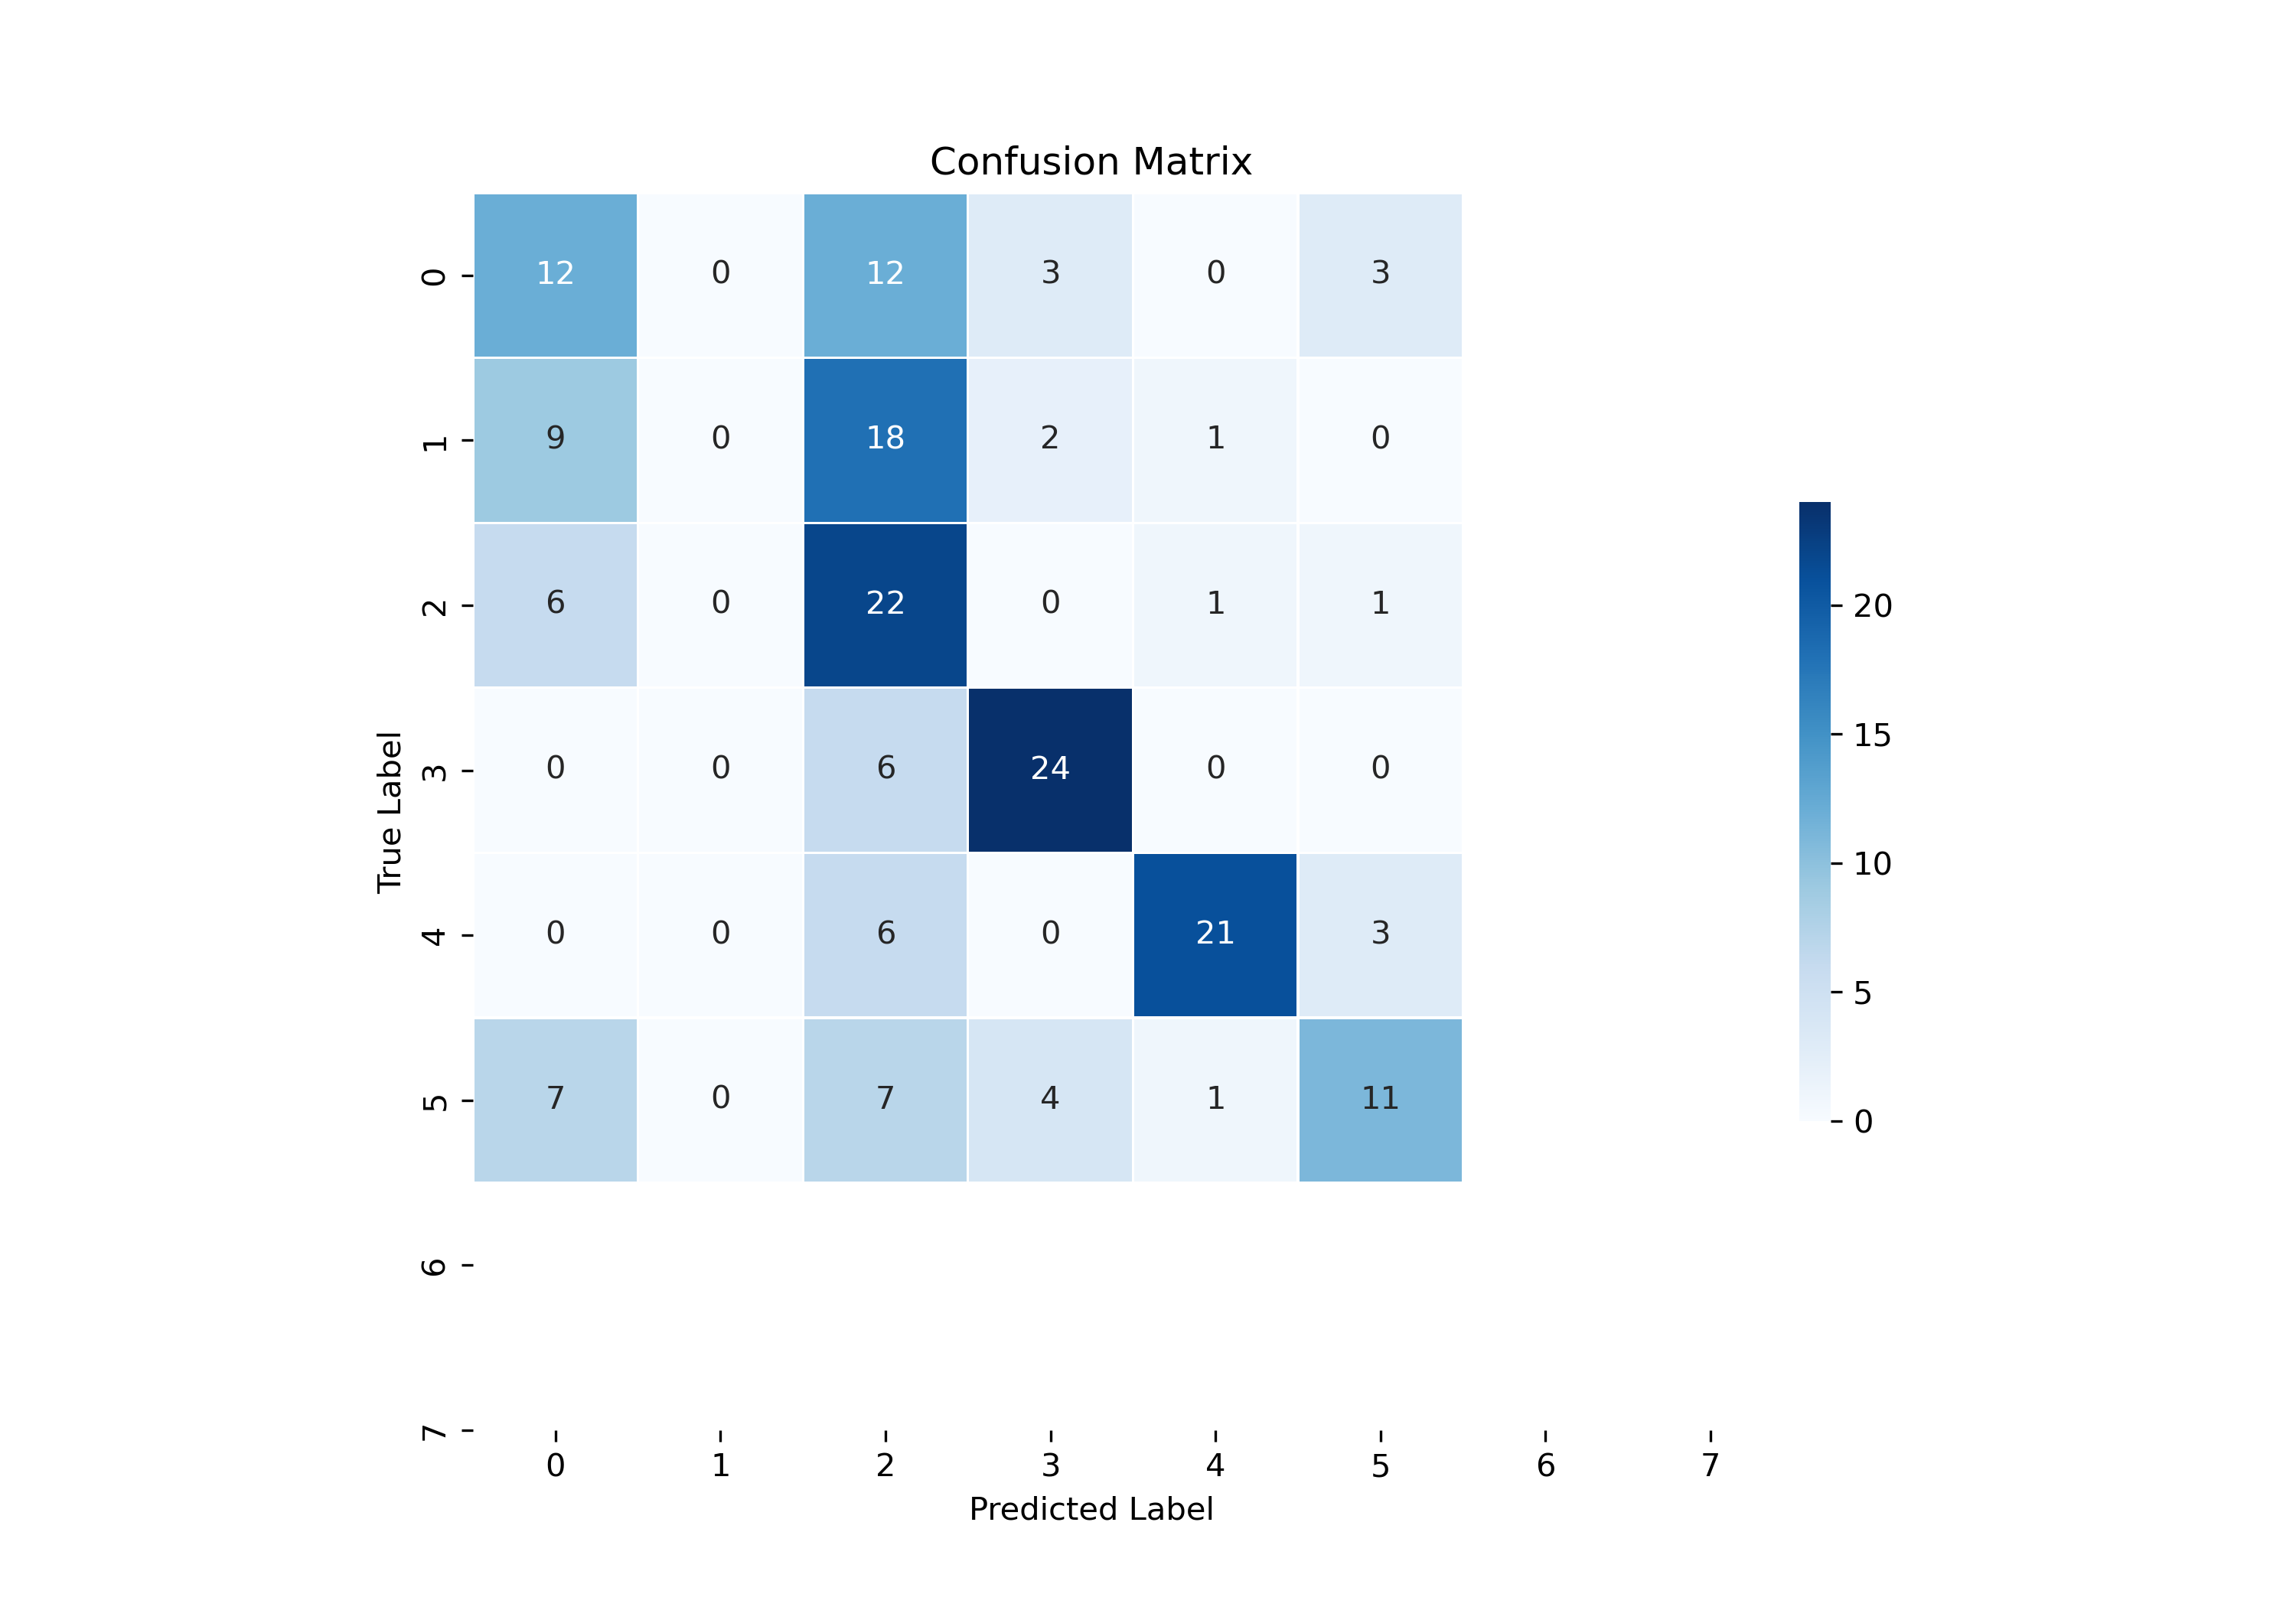 Confusion Matrix
0 12 0 12 3 0 3
1 9 0 18 2 1 0
2 6 0 22 0 1 1
3 0 0 6 24 0 0
4 0 0 6 0 21 3
5 7 0 7 4 1 11
6
7
True Label
0 1 2 3 4 5 6 7
Predicted Label
20
15
10
5
0